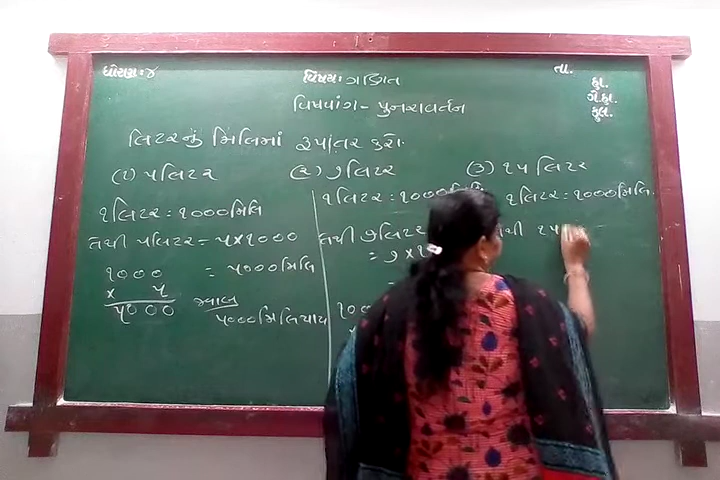 ધોરણ: ૪
વિષય: ગણિત
તા.
હા.
ગે.હા.
કુલ.
વિષયાંગ - પુનરાવર્તન
લિટરનું મિલિમાં રૂપાંતર કરો.
(૧) ૫ લિટર
(૨) ૭ લિટર
(૩) ૧૫ લિટર
૧ લિટર = ૧૦૦૦ મિલિ
તેથી ૫ લિટર = ૫ × ૧૦૦૦
= ૫૦૦૦ મિલિ
૧૦૦૦
× ૫
૫૦૦૦
જવાબ
૫૦૦૦ મિલિ થાય
૧ લિટર = ૧૦૦૦ મિલિ
તેથી ૭ લિટર
= ૭ ×
૧ લિટર = ૧૦૦૦ મિલિ.